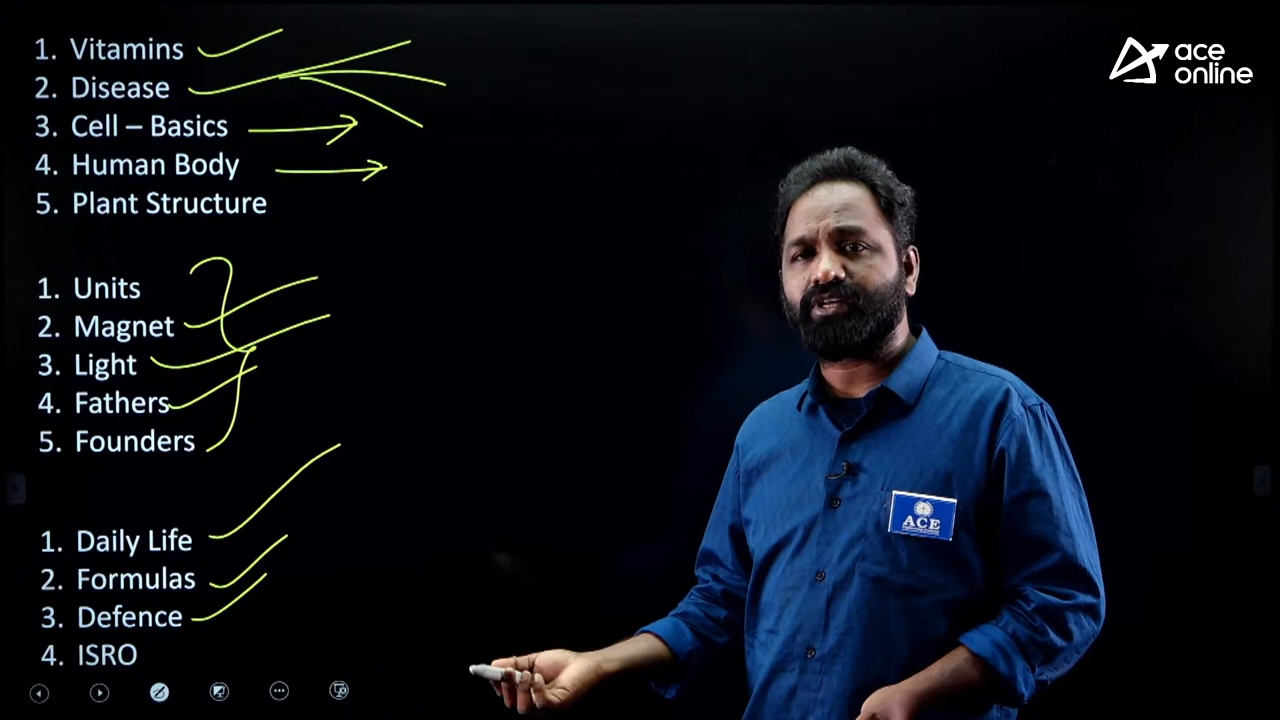 1. Vitamins
2. Disease
3. Cell – Basics
4. Human Body
5. Plant Structure
1. Units
2. Magnet
3. Light
4. Fathers
5. Founders
1. Daily Life
2. Formulas
3. Defence
4. ISRO
ace
online
ACE